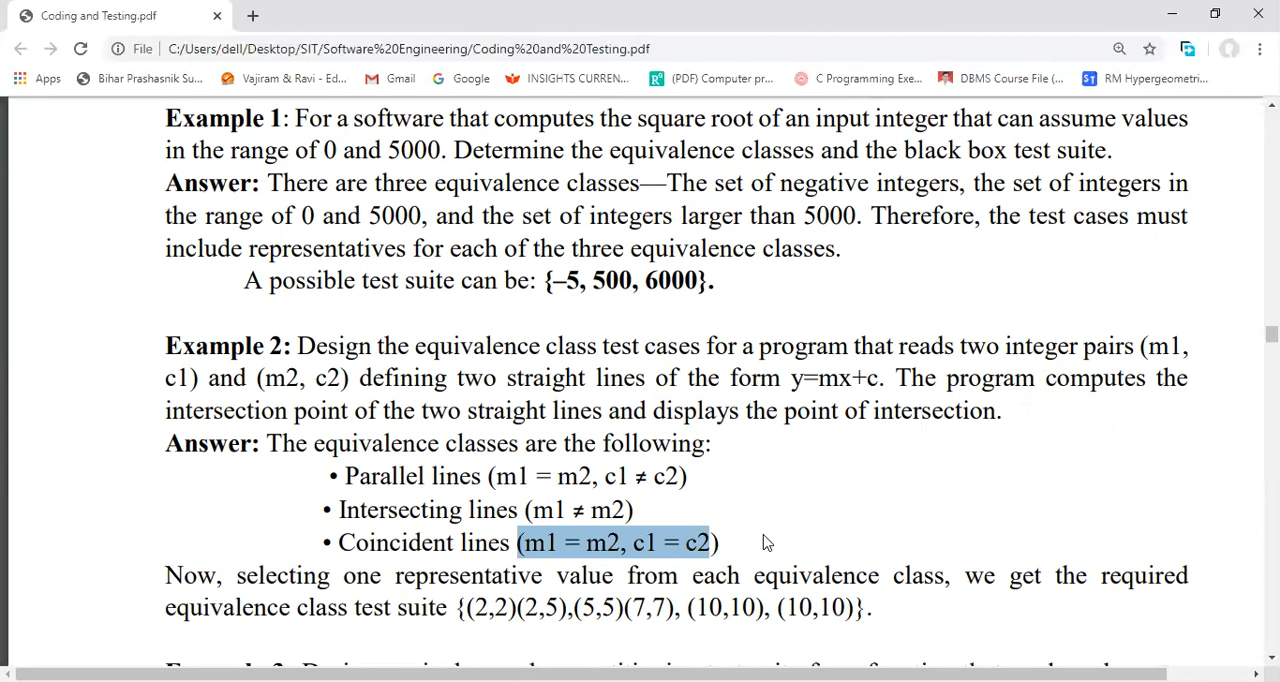 Coding and Testing.pdf
File | C:/Users/dell/Desktop/SIT/Software%20Engineering/Coding%20and%20Testing.pdf
Apps Bihar Prashasnik Su... Vajiram & Ravi - Ed... Gmail Google INSIGHTS CURREN... (PDF) Computer pr... C Programming Exe... DBMS Course File (... ST RM Hypergeometri...
Example 1: For a software that computes the square root of an input integer that can assume values
in the range of 0 and 5000. Determine the equivalence classes and the black box test suite.
Answer: There are three equivalence classes—The set of negative integers, the set of integers in
the range of 0 and 5000, and the set of integers larger than 5000. Therefore, the test cases must
include representatives for each of the three equivalence classes.
A possible test suite can be: {–5, 500, 6000}.
Example 2: Design the equivalence class test cases for a program that reads two integer pairs (m1,
c1) and (m2, c2) defining two straight lines of the form y=mx+c. The program computes the
intersection point of the two straight lines and displays the point of intersection.
Answer: The equivalence classes are the following:
• Parallel lines (m1 = m2, c1 ≠ c2)
• Intersecting lines (m1 ≠ m2)
• Coincident lines (m1 = m2, c1 = c2)
Now, selecting one representative value from each equivalence class, we get the required
equivalence class test suite {(2,2)(2,5),(5,5)(7,7), (10,10), (10,10)}.